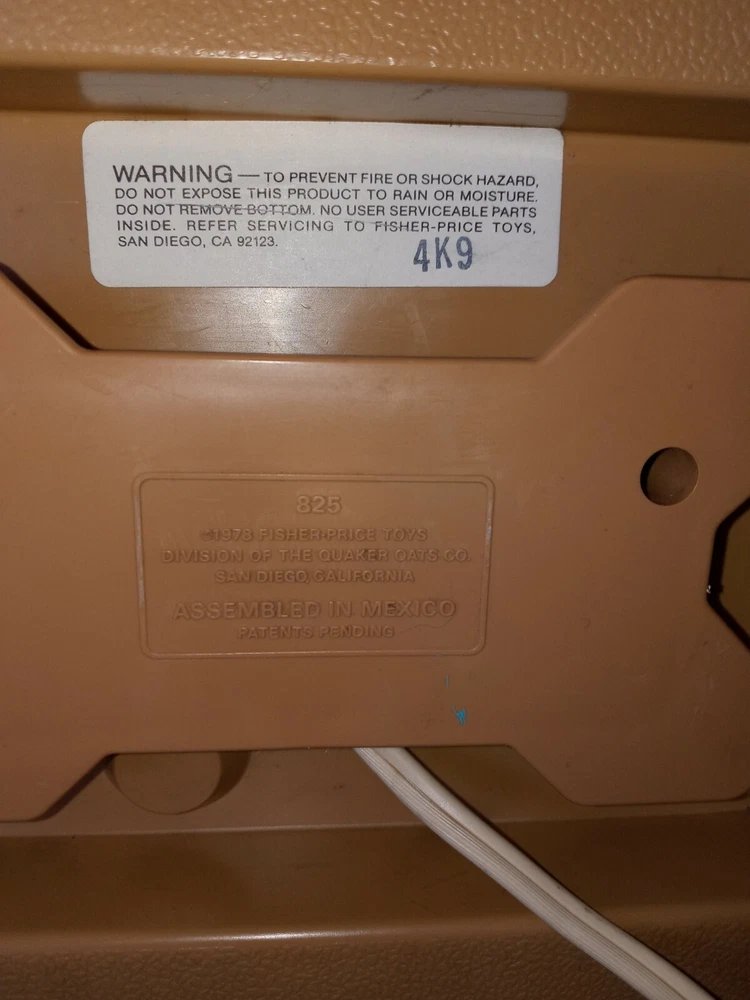 WARNING — TO PREVENT FIRE OR SHOCK HAZARD,
DO NOT EXPOSE THIS PRODUCT TO RAIN OR MOISTURE.
DO NOT REMOVE BOTTOM. NO USER SERVICEABLE PARTS
INSIDE. REFER SERVICING TO FISHER-PRICE TOYS,
SAN DIEGO, CA 92123.
4K9
825
©1978 FISHER-PRICE TOYS
DIVISION OF THE QUAKER OATS CO.
SAN DIEGO, CALIFORNIA
ASSEMBLED IN MEXICO
PATENTS PENDING